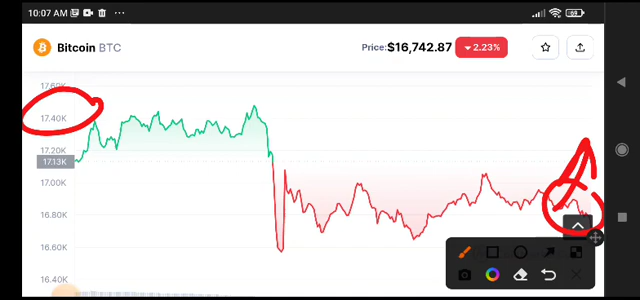 10:07 AM
69
Bitcoin BTC
Price: $16,742.87
2.23%
17.60K
17.40K
17.20K
17.13K
17.00K
16.80K
16.60K
16.40K